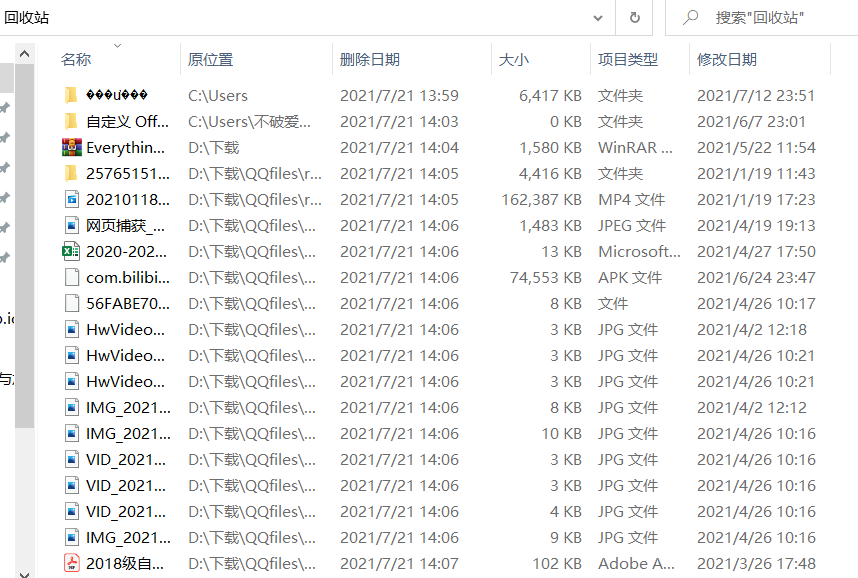 回收站 搜索"回收站"
名称 原位置 删除日期 大小 项目类型 修改日期
C:\Users 2021/7/21 13:59 6,417 KB 文件夹 2021/7/12 23:51
自定义 Off... C:\Users\不破爱... 2021/7/21 14:03 0 KB 文件夹 2021/6/7 23:01
Everythin... D:\下载 2021/7/21 14:04 1,580 KB WinRAR ... 2021/5/22 11:54
25765151... D:\下载\QQfiles\r... 2021/7/21 14:05 4,416 KB 文件夹 2021/1/19 11:43
20210118... D:\下载\QQfiles\r... 2021/7/21 14:05 162,387 KB MP4 文件 2021/1/19 17:23
网页捕获_... D:\下载\QQfiles\... 2021/7/21 14:06 1,483 KB JPEG 文件 2021/4/19 19:13
2020-202... D:\下载\QQfiles\... 2021/7/21 14:06 13 KB Microsoft... 2021/4/27 17:50
com.bilibi... D:\下载\QQfiles\... 2021/7/21 14:06 74,553 KB APK 文件 2021/6/24 23:47
56FABE70... D:\下载\QQfiles\... 2021/7/21 14:06 8 KB 文件 2021/4/26 10:17
HwVideo... D:\下载\QQfiles\... 2021/7/21 14:06 3 KB JPG 文件 2021/4/2 12:18
HwVideo... D:\下载\QQfiles\... 2021/7/21 14:06 3 KB JPG 文件 2021/4/26 10:21
HwVideo... D:\下载\QQfiles\... 2021/7/21 14:06 3 KB JPG 文件 2021/4/26 10:21
IMG_2021... D:\下载\QQfiles\... 2021/7/21 14:06 8 KB JPG 文件 2021/4/2 12:12
IMG_2021... D:\下载\QQfiles\... 2021/7/21 14:06 10 KB JPG 文件 2021/4/26 10:16
VID_2021... D:\下载\QQfiles\... 2021/7/21 14:06 3 KB JPG 文件 2021/4/26 10:16
VID_2021... D:\下载\QQfiles\... 2021/7/21 14:06 3 KB JPG 文件 2021/4/26 10:16
VID_2021... D:\下载\QQfiles\... 2021/7/21 14:06 4 KB JPG 文件 2021/4/26 10:16
IMG_2021... D:\下载\QQfiles\... 2021/7/21 14:06 9 KB JPG 文件 2021/4/26 10:16
2018级自... D:\下载\QQfiles\... 2021/7/21 14:07 102 KB Adobe A... 2021/3/26 17:48